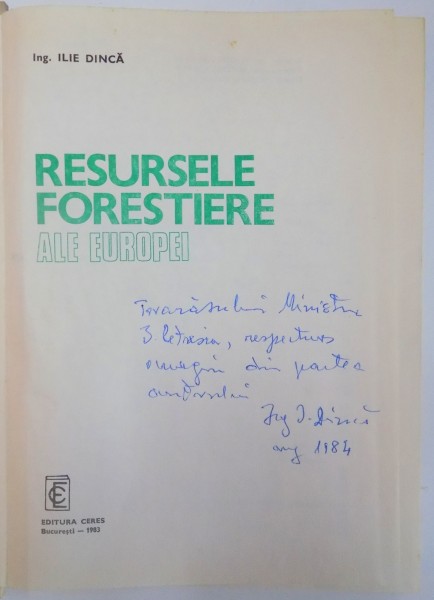 Ing. ILIE DINCĂ
RESURSELE
FORESTIERE
ALE EUROPEI
Tovarășului Ministru
respectuos
omagiu din partea
autorului
Ing I. Dincă
aug 1984
CE
EDITURA CERES
București — 1983